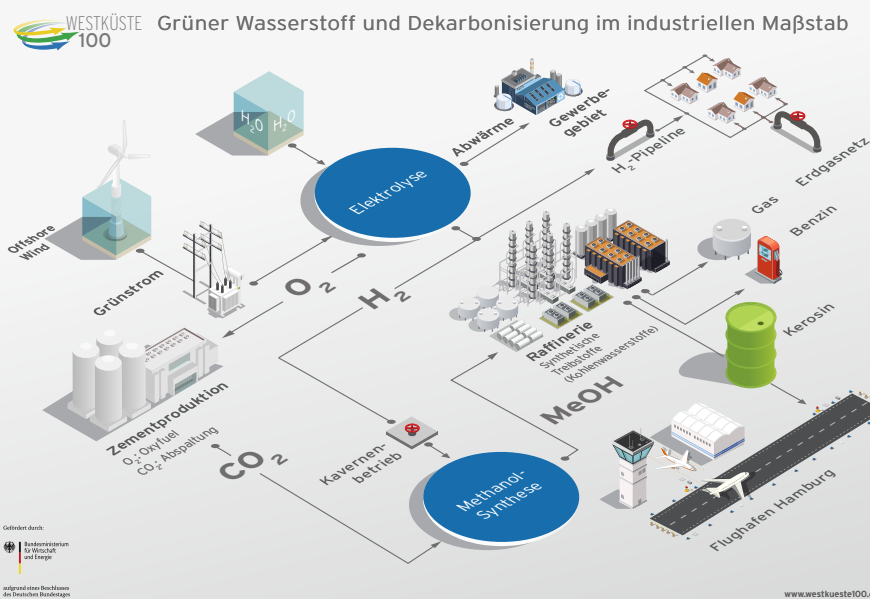 WESTKÜSTE
100
Grüner Wasserstoff und Dekarbonisierung im industriellen Maßstab
H₂O H₂O
Elektrolyse
Abwärme
Gewerbe-
gebiet
H₂-Pipeline
Erdgasnetz
Offshore
Wind
Grünstrom
O₂
H₂
Gas
Benzin
Kerosin
Raffinerie
Synthetische
Treibstoffe
(Kohlenwasserstoffe)
MeOH
Zementproduktion
O₂: Oxyfuel
CO₂: Abspaltung
CO₂
Kavernen-
betrieb
Methanol-
Synthese
Flughafen Hamburg
Gefördert durch:
Bundesministerium
für Wirtschaft
und Energie
aufgrund eines Beschlusses
des Deutschen Bundestages
www.westkueste100.